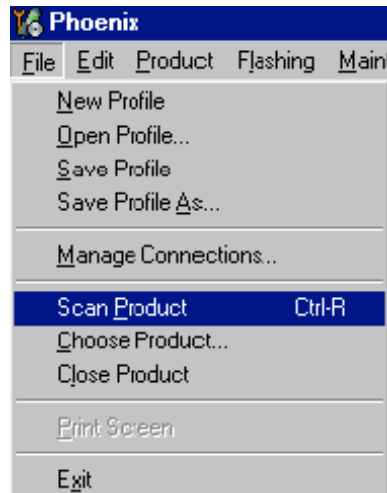 Phoenix
File Edit Product Flashing Main
New Profile
Open Profile...
Save Profile
Save Profile As...
Manage Connections...
Scan Product Ctrl-R
Choose Product...
Close Product
Print Screen
Exit